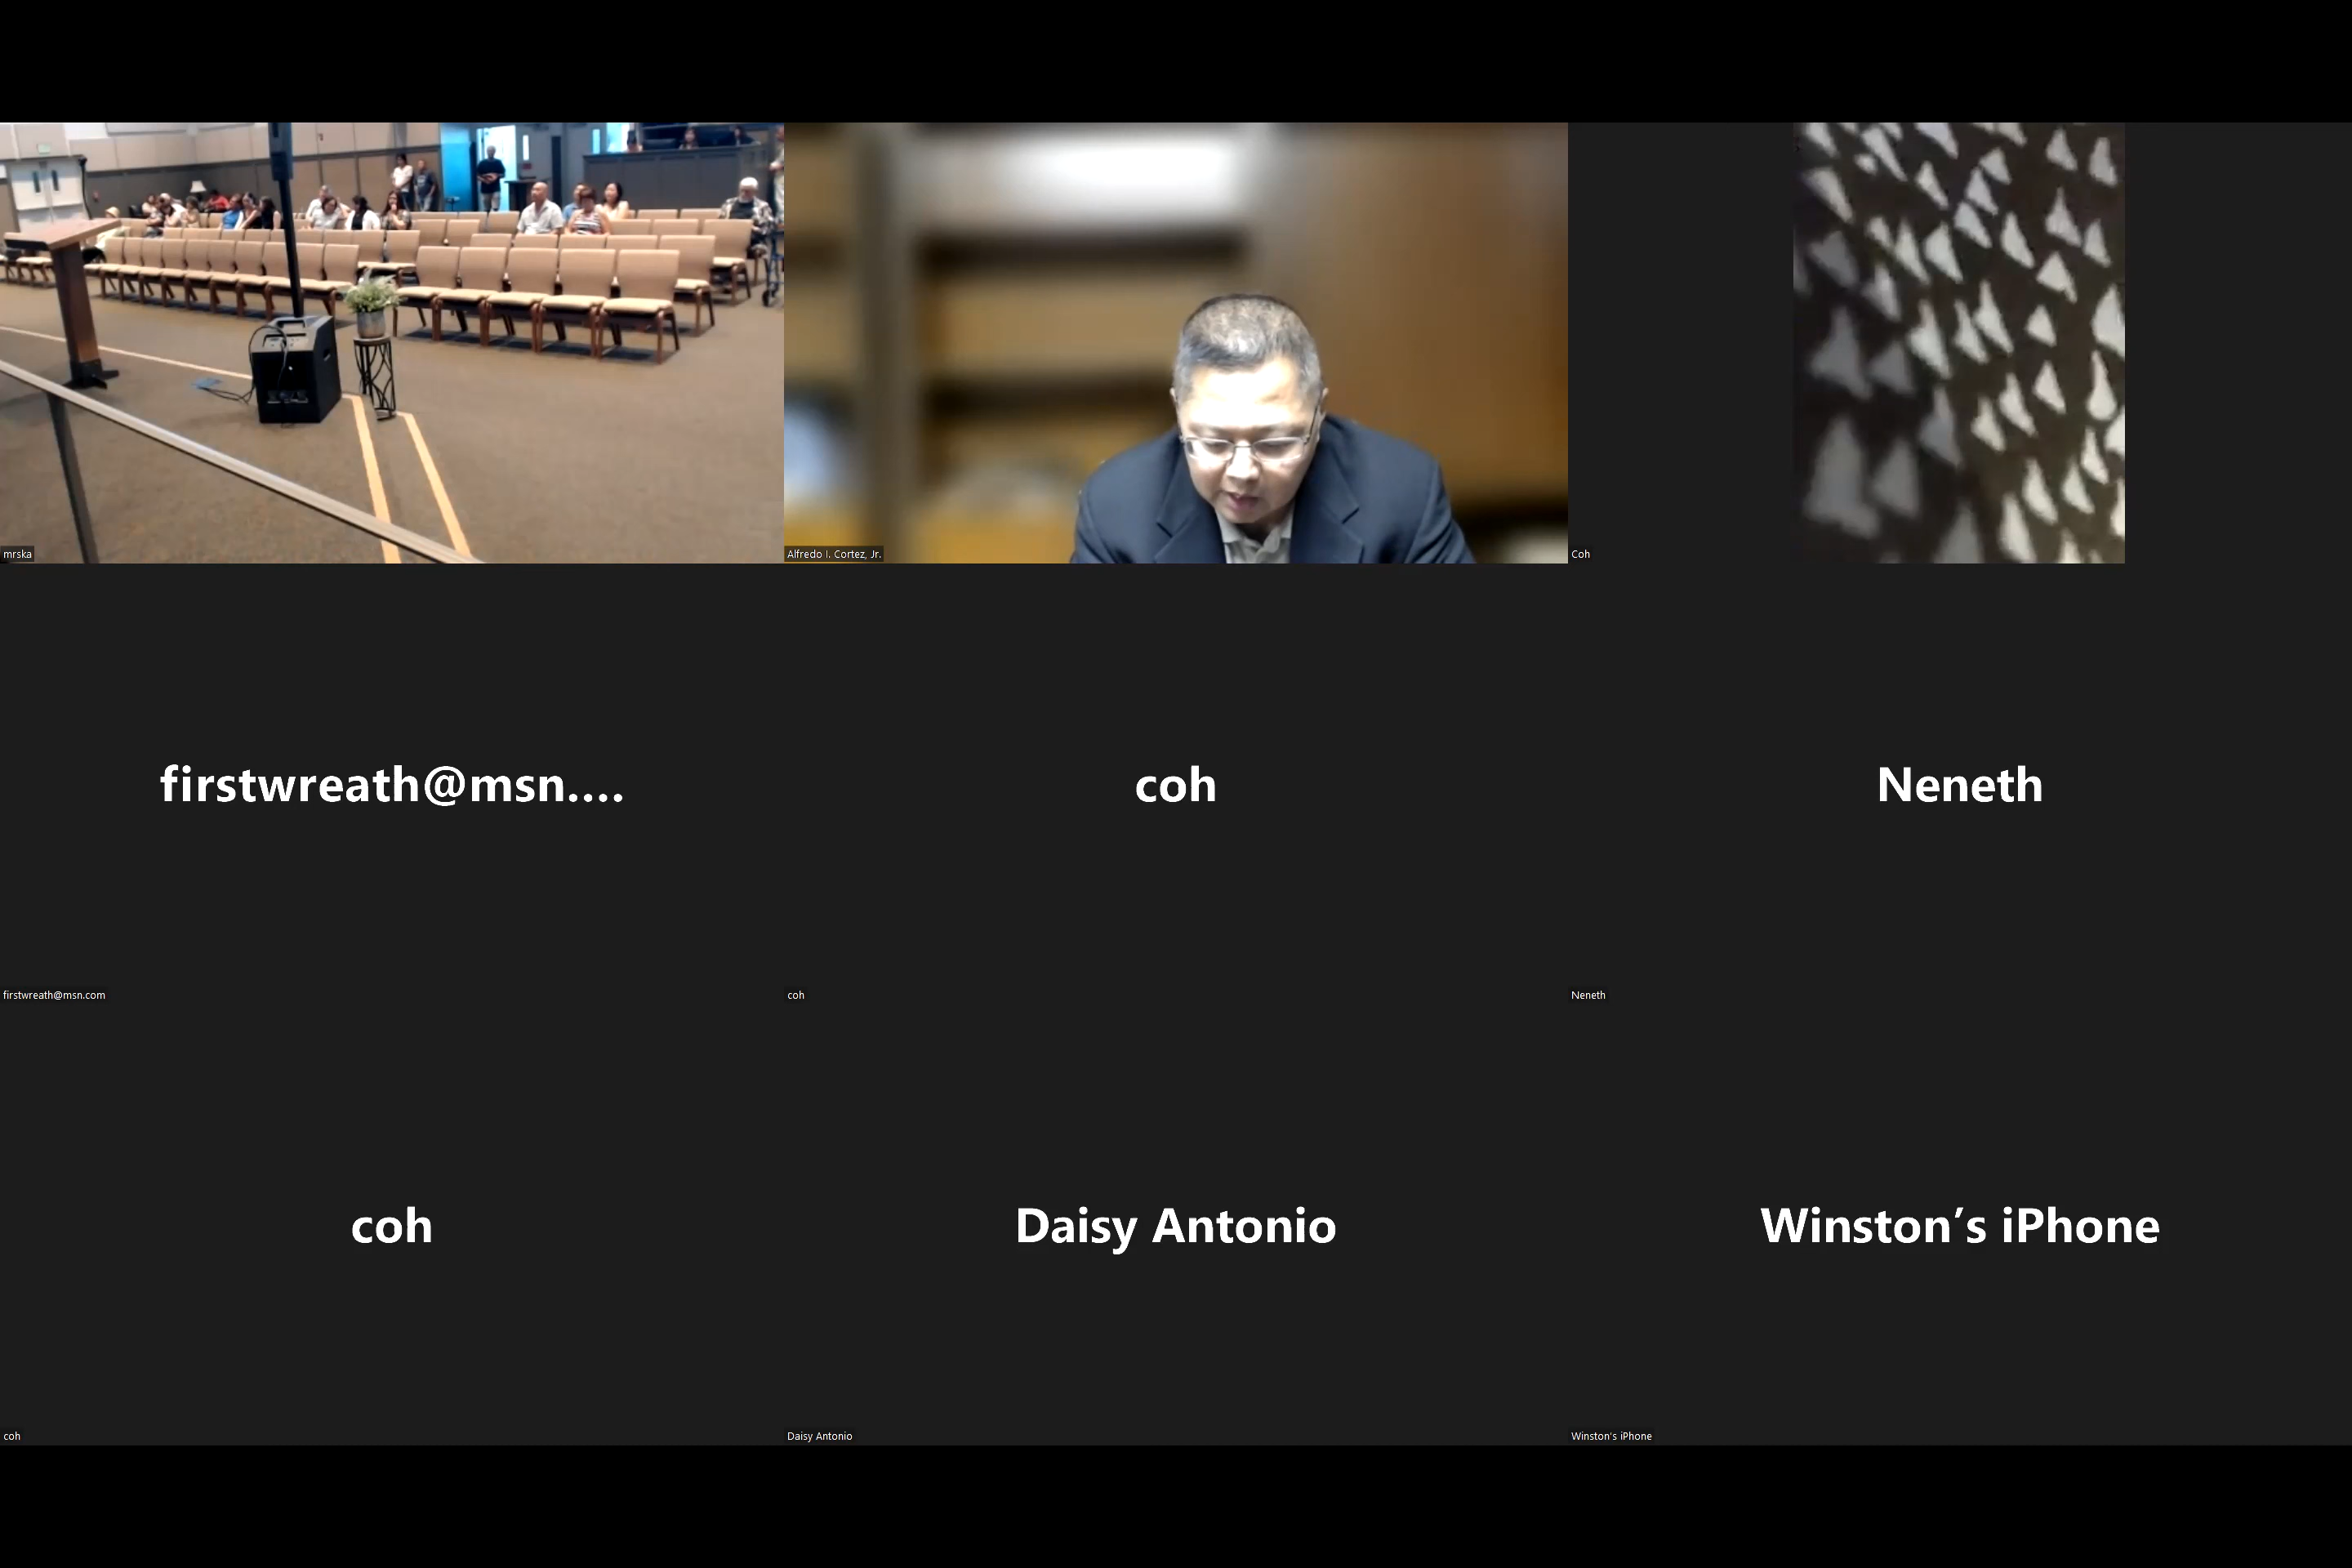 mrska
Alfredo I. Cortez, Jr.
Coh
firstwreath@msn....
coh
Neneth
firstwreath@msn.com
coh
Neneth
coh
Daisy Antonio
Winston’s iPhone
coh
Daisy Antonio
Winston's iPhone